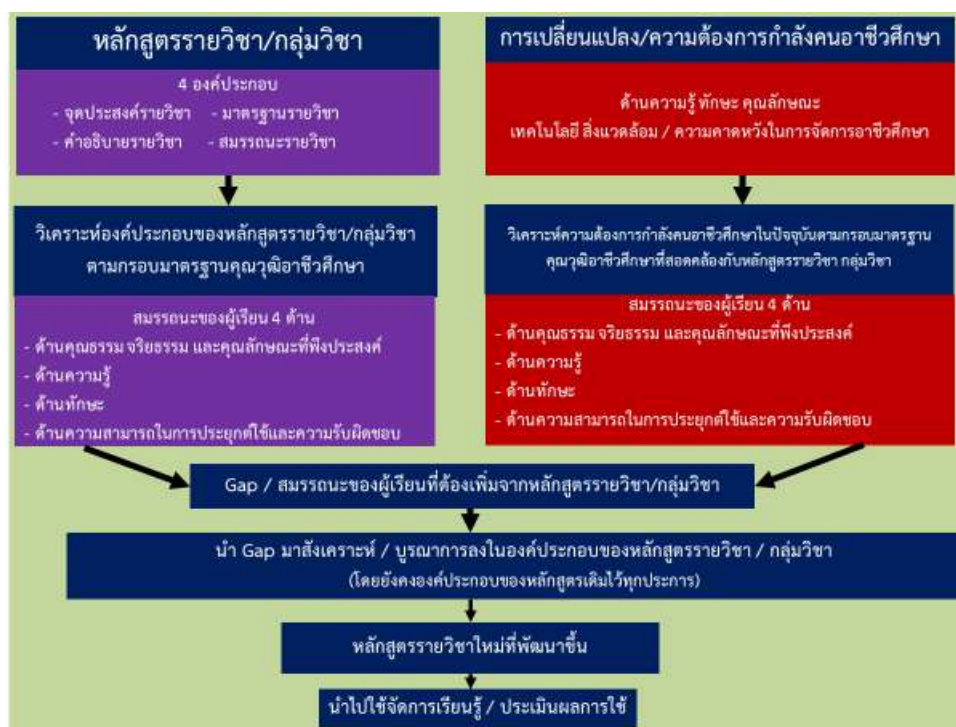 หลักสูตรรายวิชา/กลุ่มวิชา
4 องค์ประกอบ
- จุดประสงค์รายวิชา - มาตรฐานรายวิชา
- คำอธิบายรายวิชา - สมรรถนะรายวิชา
การเปลี่ยนแปลง/ความต้องการกำลังคนอาชีวศึกษา
ด้านความรู้ ทักษะ คุณลักษณะ
เทคโนโลยี สิ่งแวดล้อม / ความคาดหวังในการจัดการอาชีวศึกษา
วิเคราะห์องค์ประกอบของหลักสูตรรายวิชา/กลุ่มวิชา
ตามกรอบมาตรฐานคุณวุฒิอาชีวศึกษา
สมรรถนะของผู้เรียน 4 ด้าน
- ด้านคุณธรรม จริยธรรม และคุณลักษณะที่พึงประสงค์
- ด้านความรู้
- ด้านทักษะ
- ด้านความสามารถในการประยุกต์ใช้และความรับผิดชอบ
วิเคราะห์ความต้องการกำลังคนอาชีวศึกษาในปัจจุบันตามกรอบมาตรฐาน
คุณวุฒิอาชีวศึกษาที่สอดคล้องกับหลักสูตรรายวิชา กลุ่มวิชา
สมรรถนะของผู้เรียน 4 ด้าน
- ด้านคุณธรรม จริยธรรม และคุณลักษณะที่พึงประสงค์
- ด้านความรู้
- ด้านทักษะ
- ด้านความสามารถในการประยุกต์ใช้และความรับผิดชอบ
Gap / สมรรถนะของผู้เรียนที่ต้องเพิ่มจากหลักสูตรรายวิชา/กลุ่มวิชา
นำ Gap มาสังเคราะห์ / บูรณาการลงในองค์ประกอบของหลักสูตรรายวิชา / กลุ่มวิชา
(โดยยังคงองค์ประกอบของหลักสูตรเดิมไว้ทุกประการ)
หลักสูตรรายวิชาใหม่ที่พัฒนาขึ้น
นำไปใช้จัดการเรียนรู้ / ประเมินผลการใช้